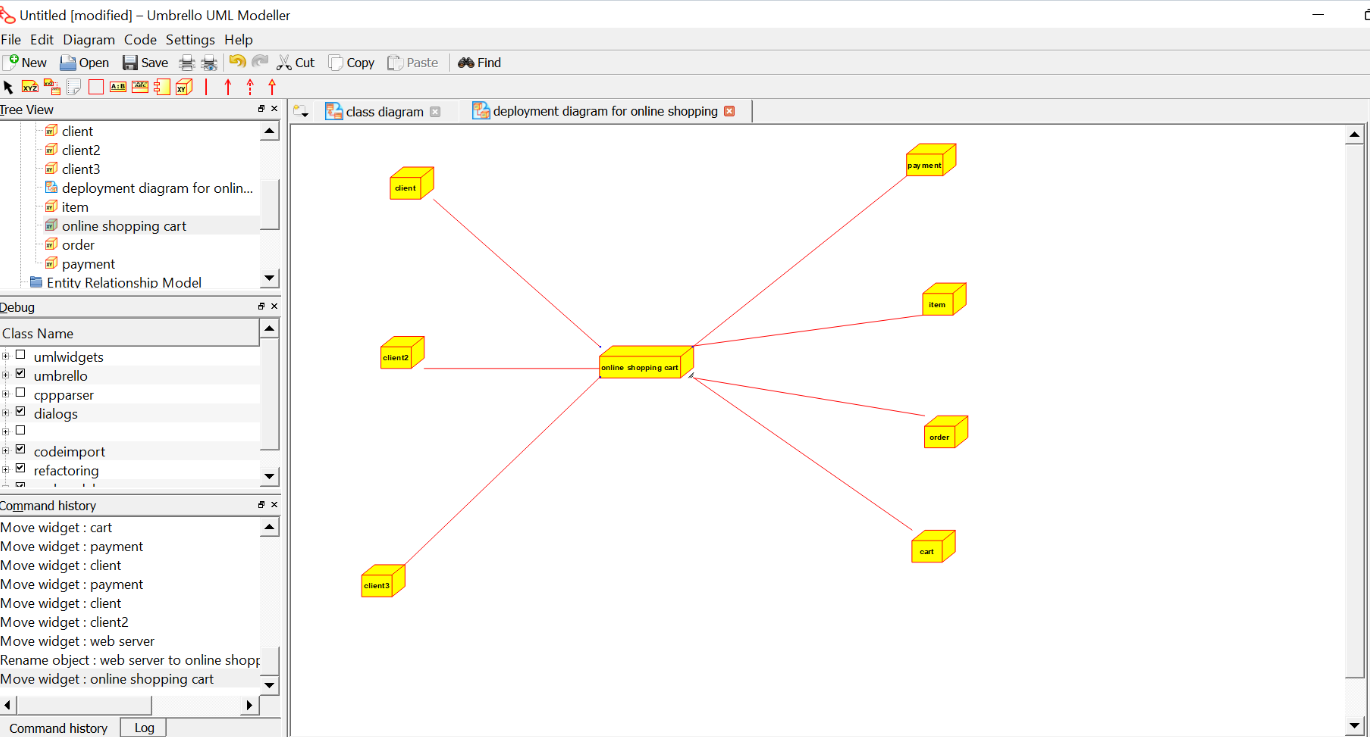 Untitled [modified] – Umbrello UML Modeller
File Edit Diagram Code Settings Help
New Open Save Cut Copy Paste Find
Tree View
client
client2
client3
deployment diagram for onlin...
item
online shopping cart
order
payment
Entity Relationship Model
Debug
Class Name
umlwidgets
umbrello
cppparser
dialogs
codeimport
refactoring
Command history
Move widget : cart
Move widget : payment
Move widget : client
Move widget : payment
Move widget : client
Move widget : client2
Move widget : web server
Rename object : web server to online shopp
Move widget : online shopping cart
Command history Log
class diagram deployment diagram for online shopping
client
payment
item
client2
online shopping cart
order
cart
client3